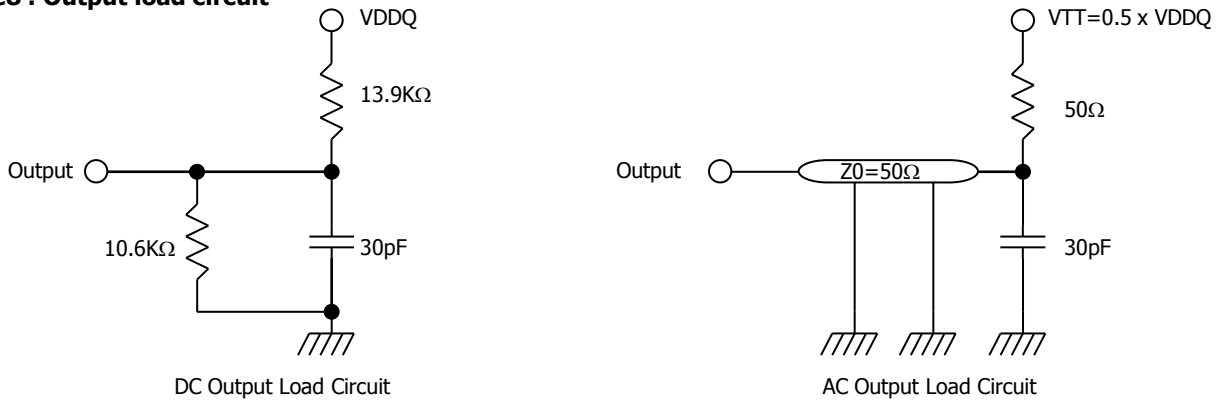 : Output load circuit
VDDQ
13.9KΩ
Output
10.6KΩ
30pF
DC Output Load Circuit
VTT=0.5 x VDDQ
50Ω
Output
Z0=50Ω
30pF
AC Output Load Circuit